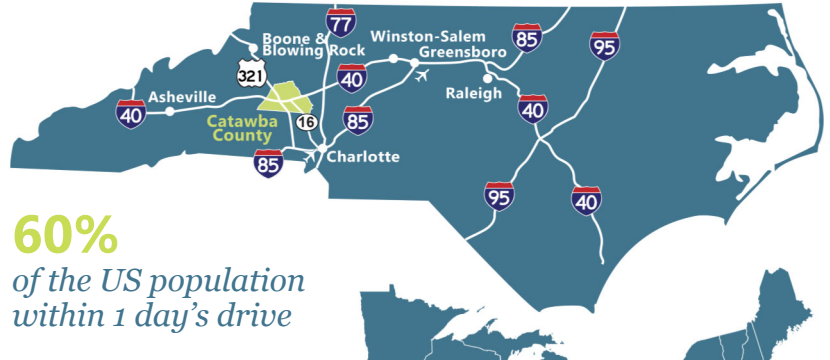 77
Boone &
Blowing Rock
Winston-Salem
Greensboro
85
95
321
40
Asheville
40
Raleigh
40
Catawba
County
16
85
Charlotte
85
95
40
60%
of the US population
within 1 day's drive